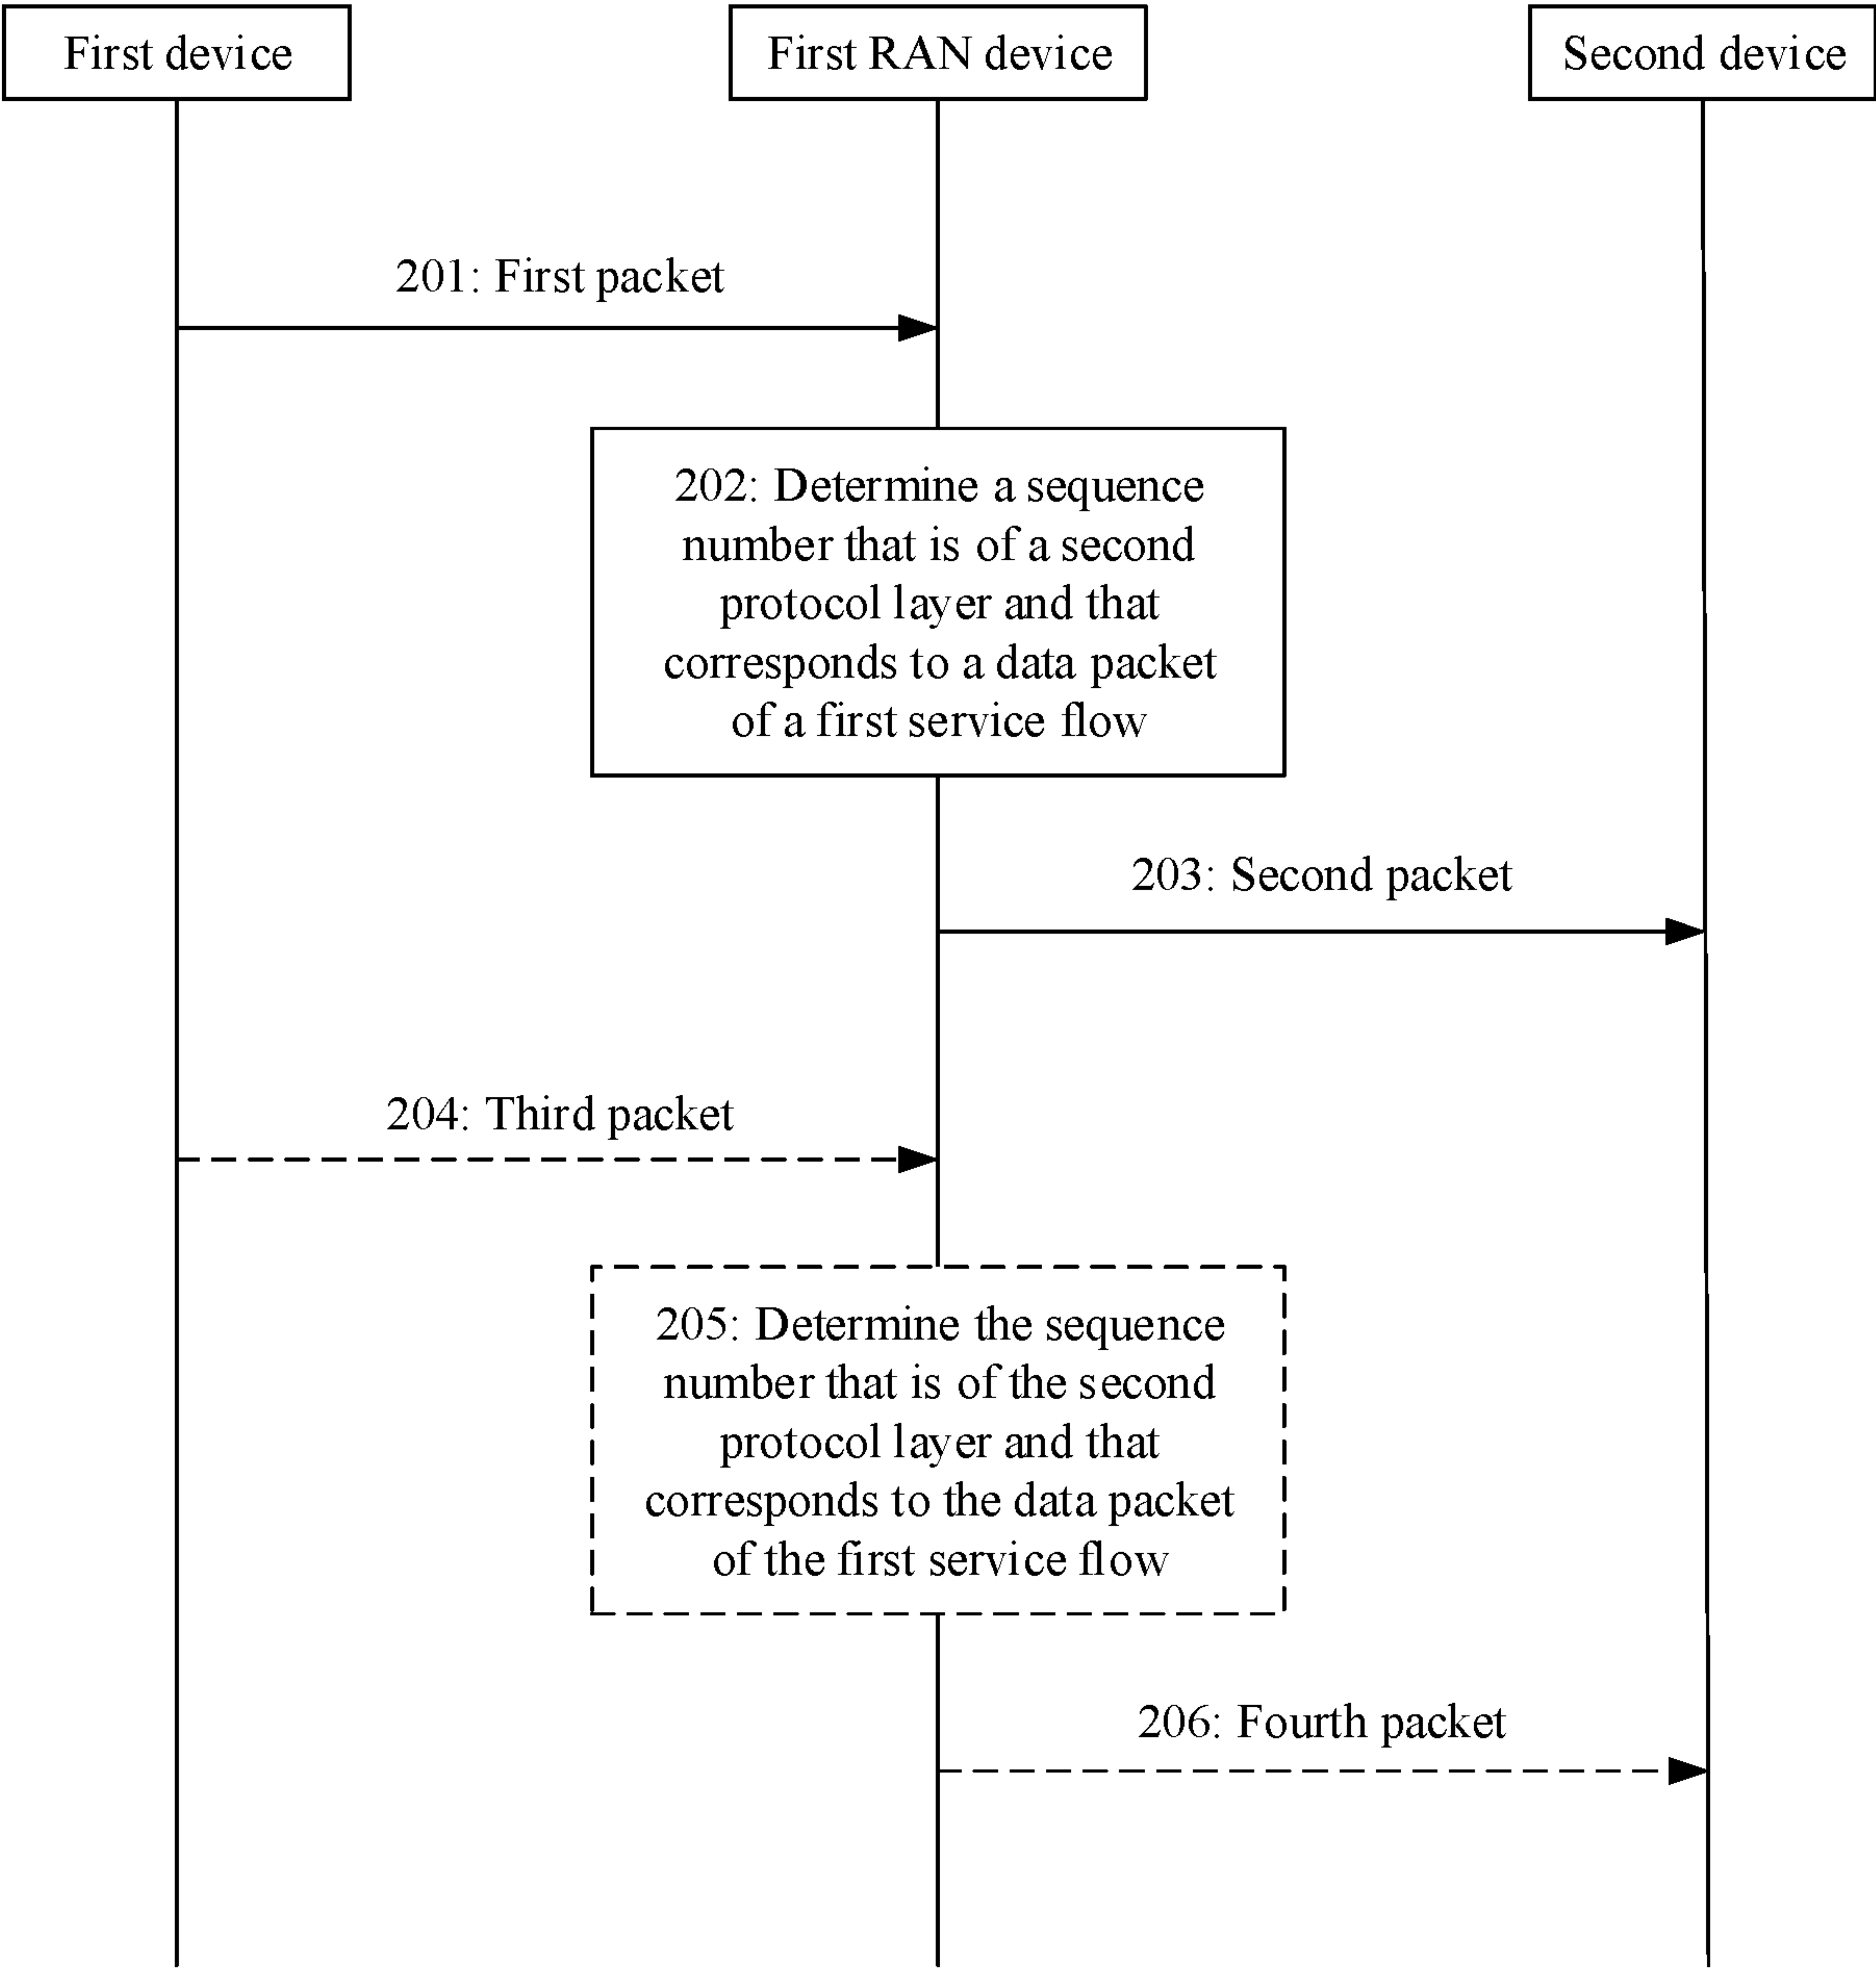 First device
First RAN device
Second device
201: First packet
202: Determine a sequence
number that is of a second
protocol layer and that
corresponds to a data packet
of a first service flow
203: Second packet
204: Third packet
205: Determine the sequence
number that is of the second
protocol layer and that
corresponds to the data packet
of the first service flow
206: Fourth packet